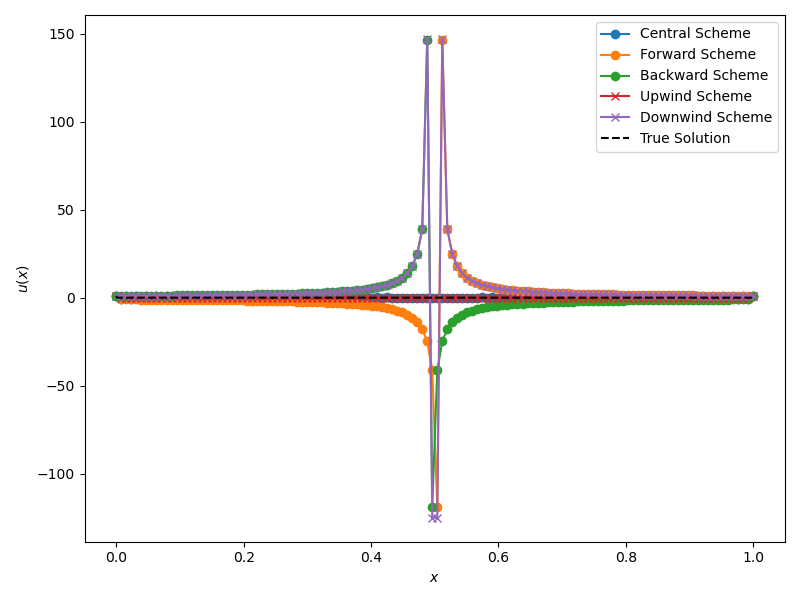 Central Scheme
Forward Scheme
Backward Scheme
Upwind Scheme
Downwind Scheme
True Solution
150
100
50
0
−50
−100
u(x)
0.0 0.2 0.4 0.6 0.8 1.0
x